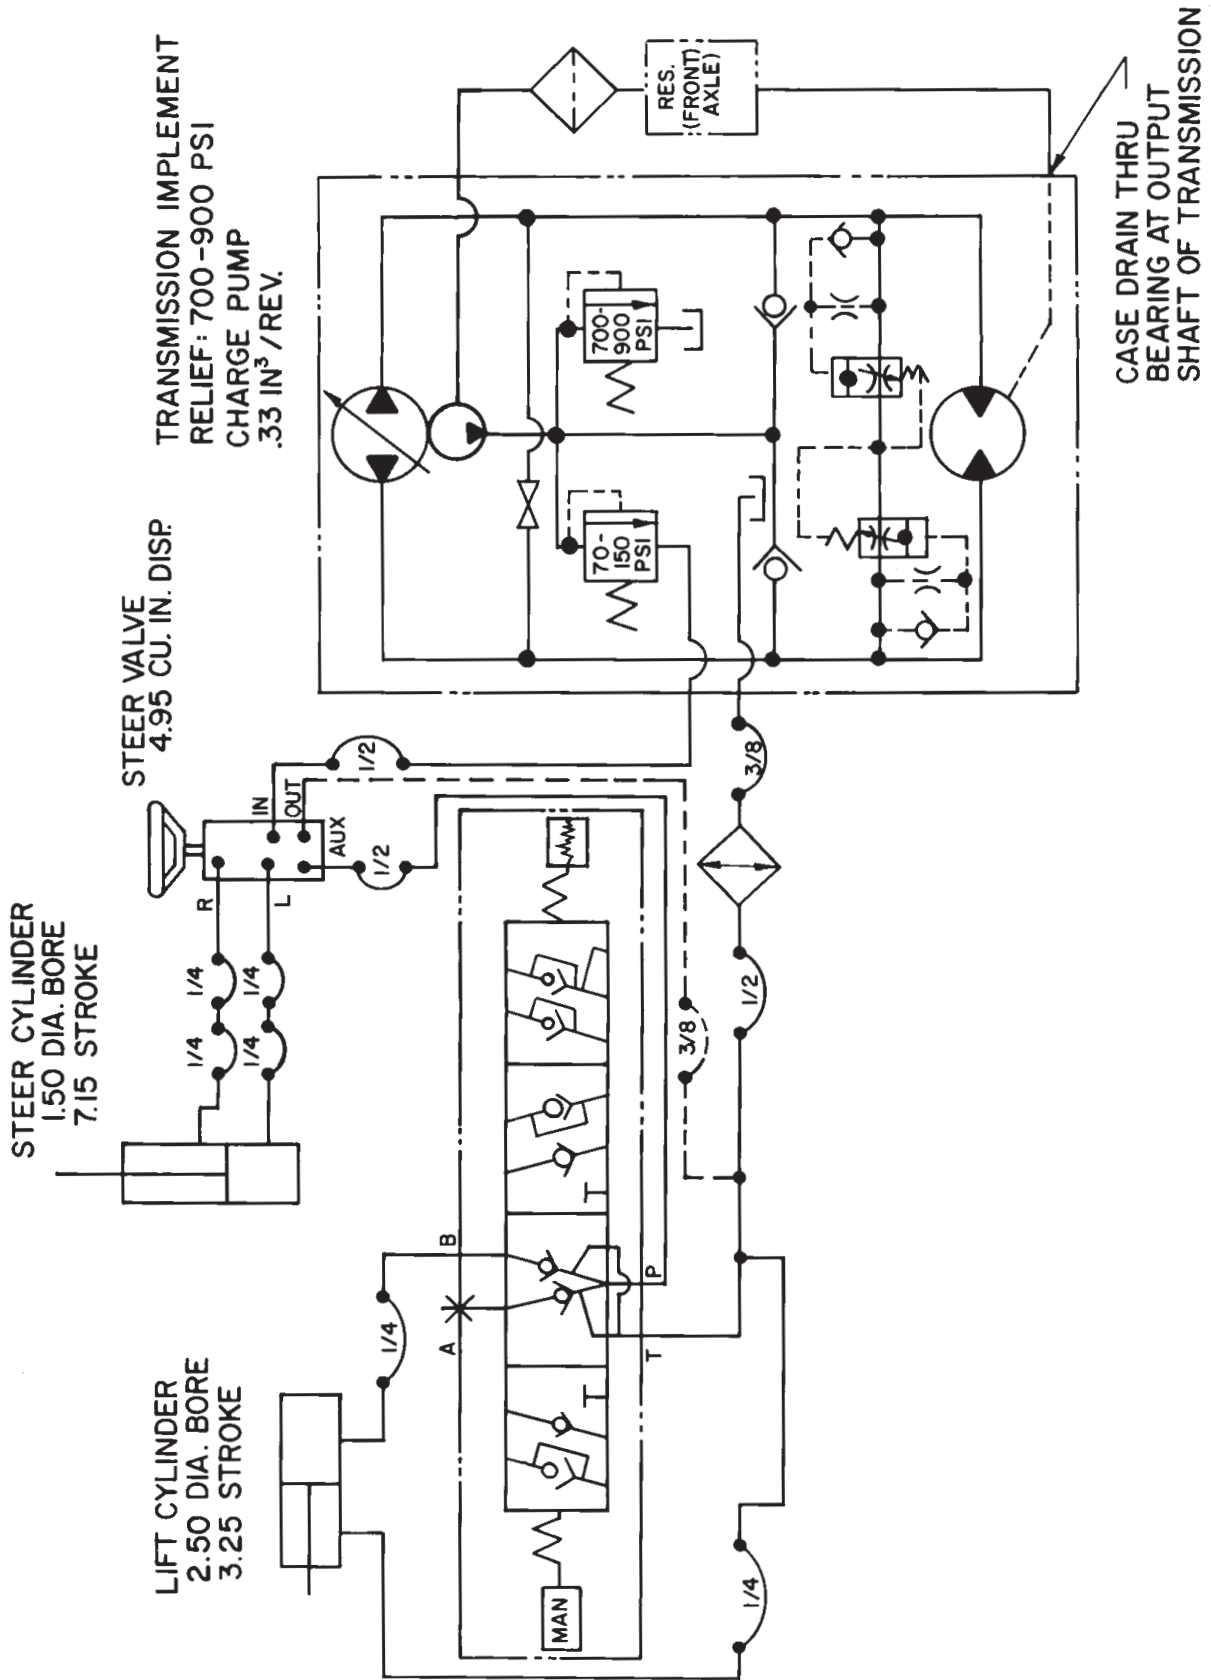 STEER CYLINDER
1.50 DIA. BORE
7.15 STROKE
STEER VALVE
4.95 CU. IN. DISP.
TRANSMISSION IMPLEMENT
RELIEF: 700-900 PSI
CHARGE PUMP
.33 IN³/REV.
LIFT CYLINDER
2.50 DIA. BORE
3.25 STROKE
1/4
1/4
1/4
1/4
R
L
IN
OUT
AUX
1/2
1/2
1/4
A
B
T
P
MAN
1/4
3/8
1/2
3/8
70-
150
PSI
700-
900
PSI
RES.
(FRONT)
AXLE)
CASE DRAIN THRU
BEARING AT OUTPUT
SHAFT OF TRANSMISSION